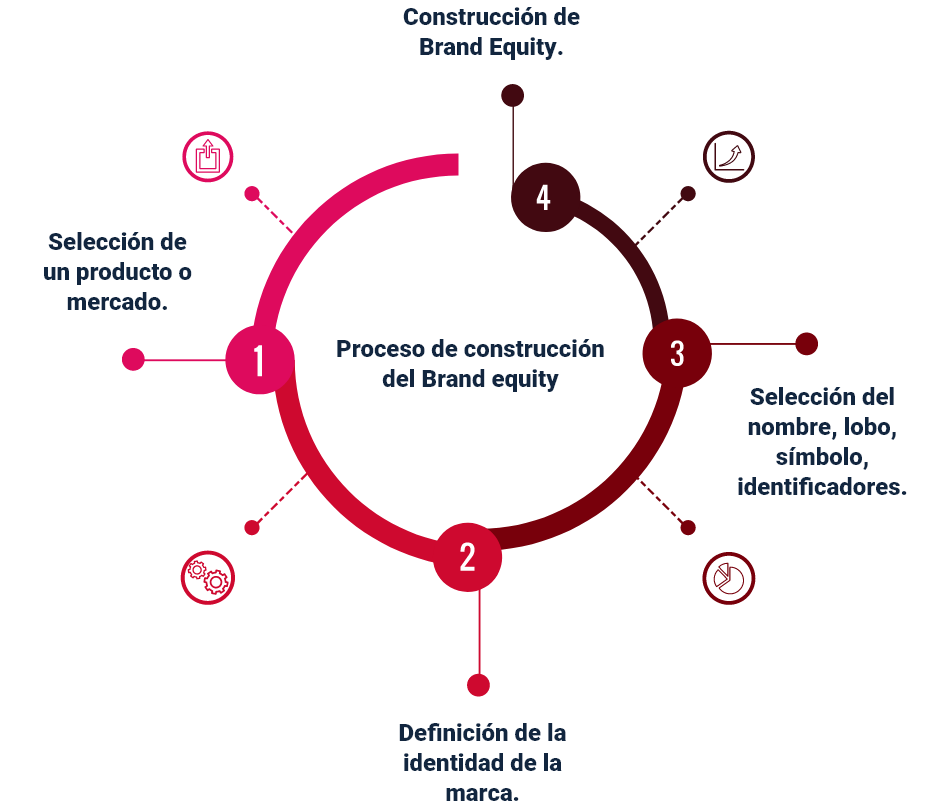 Construcción de
Brand Equity.
4
Selección de
un producto o
mercado.
1
Proceso de construcción
del Brand equity
3
Selección del
nombre, lobo,
símbolo,
identificadores.
2
Definición de la
identidad de la
marca.